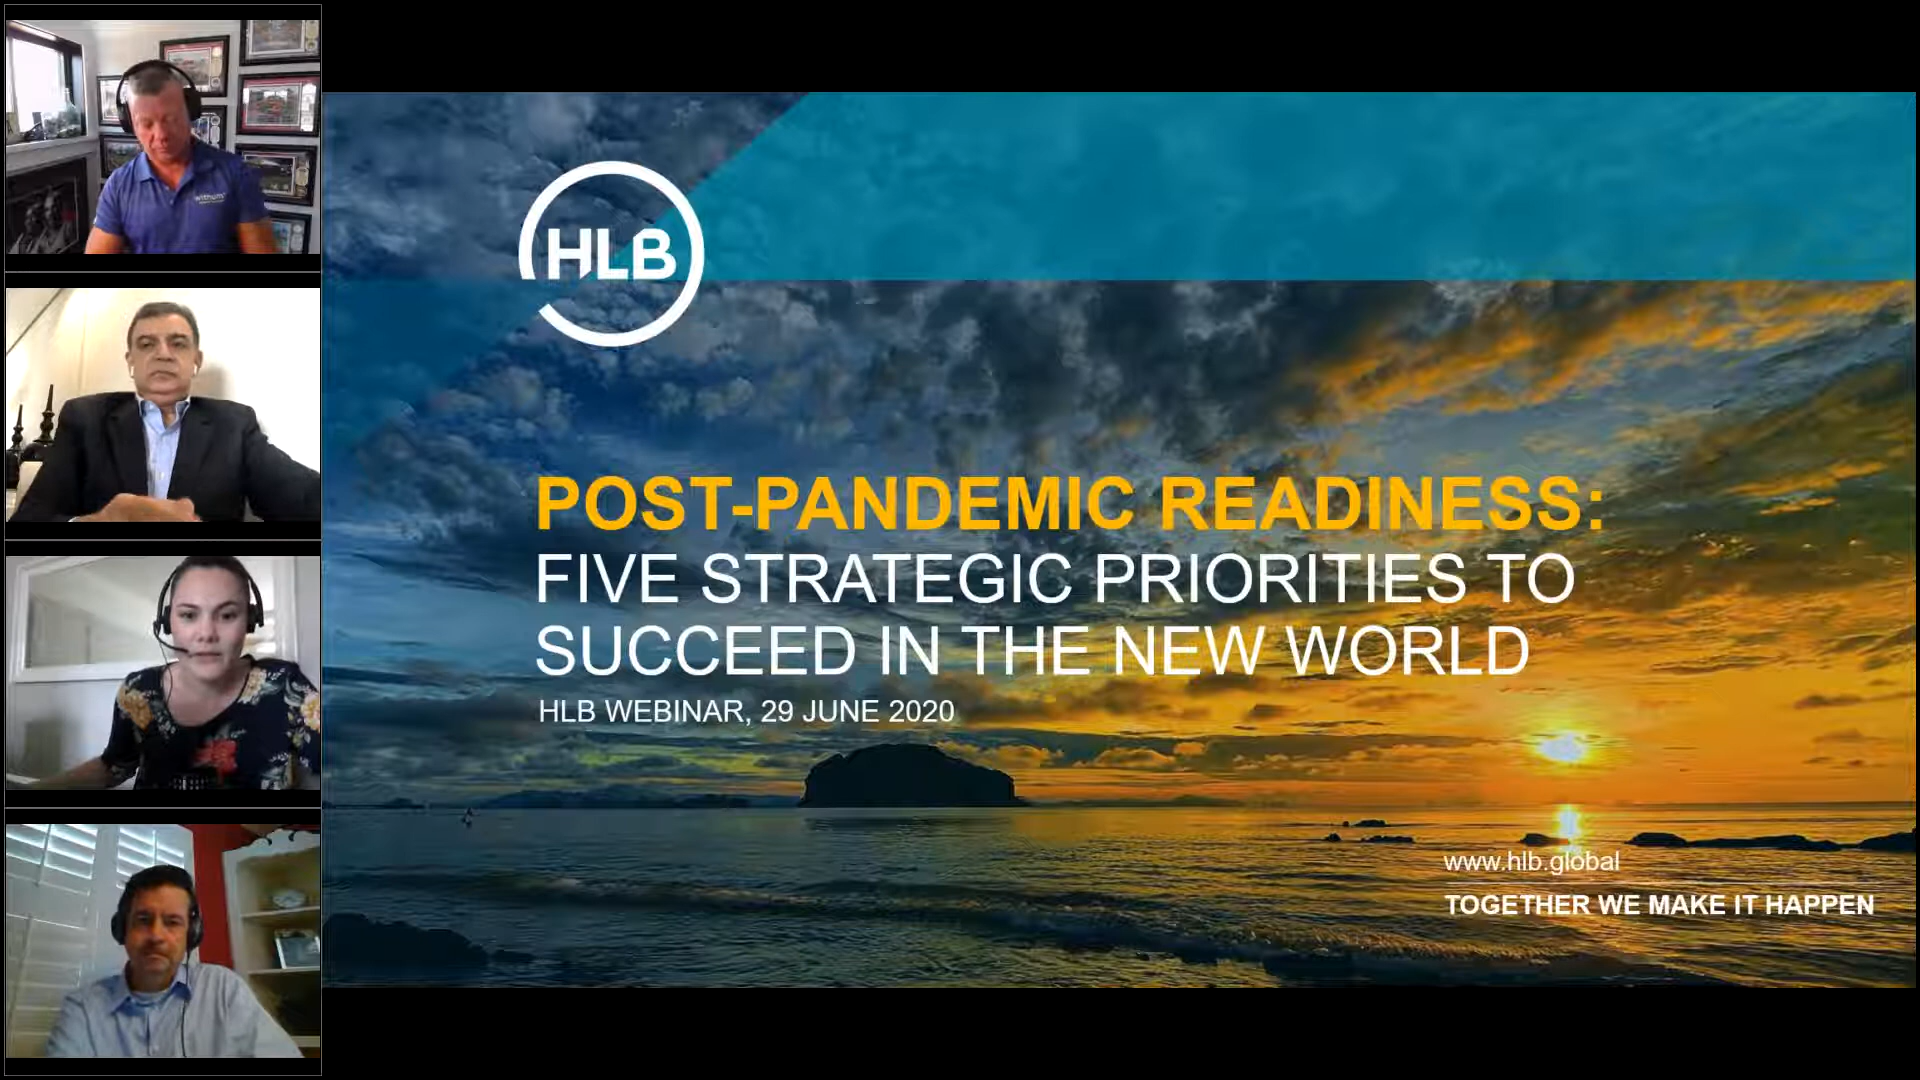 withum
HLB
POST-PANDEMIC READINESS:
FIVE STRATEGIC PRIORITIES TO
SUCCEED IN THE NEW WORLD
HLB WEBINAR, 29 JUNE 2020
www.hlb.global
TOGETHER WE MAKE IT HAPPEN